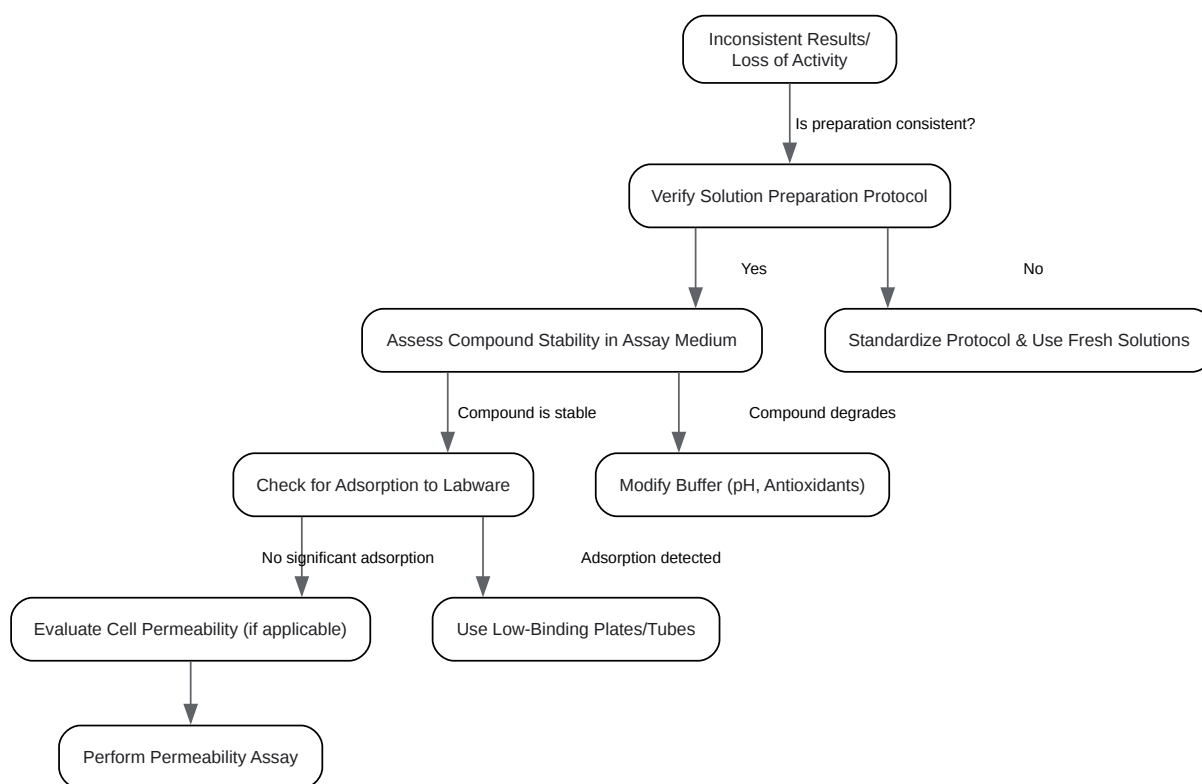 Inconsistent Results/
Loss of Activity
Is preparation consistent?
Verify Solution Preparation Protocol
Yes
No
Assess Compound Stability in Assay Medium
Standardize Protocol & Use Fresh Solutions
Compound is stable
Compound degrades
Check for Adsorption to Labware
Modify Buffer (pH, Antioxidants)
No significant adsorption
Adsorption detected
Evaluate Cell Permeability (if applicable)
Use Low-Binding Plates/Tubes
Perform Permeability Assay